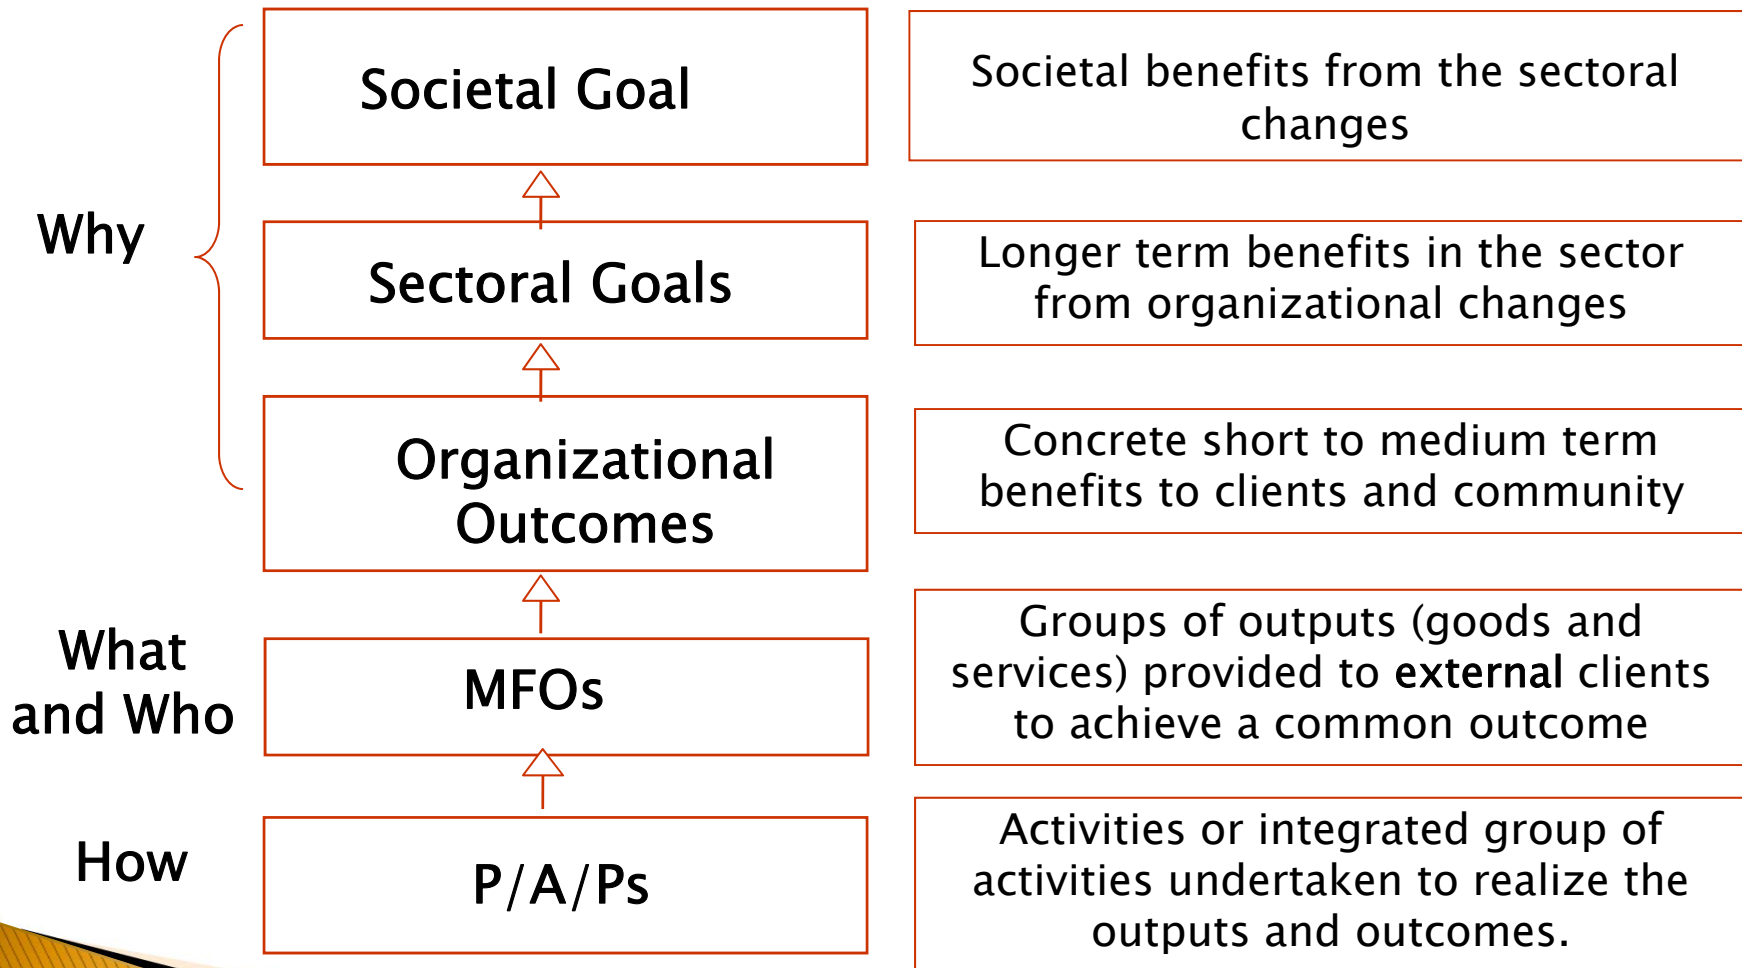 Societal Goal
Societal benefits from the sectoral
changes
Why
Sectoral Goals
Longer term benefits in the sector
from organizational changes
Organizational
Outcomes
Concrete short to medium term
benefits to clients and community
What
and Who
MFOs
Groups of outputs (goods and
services) provided to external clients
to achieve a common outcome
How
P/A/Ps
Activities or integrated group of
activities undertaken to realize the
outputs and outcomes.